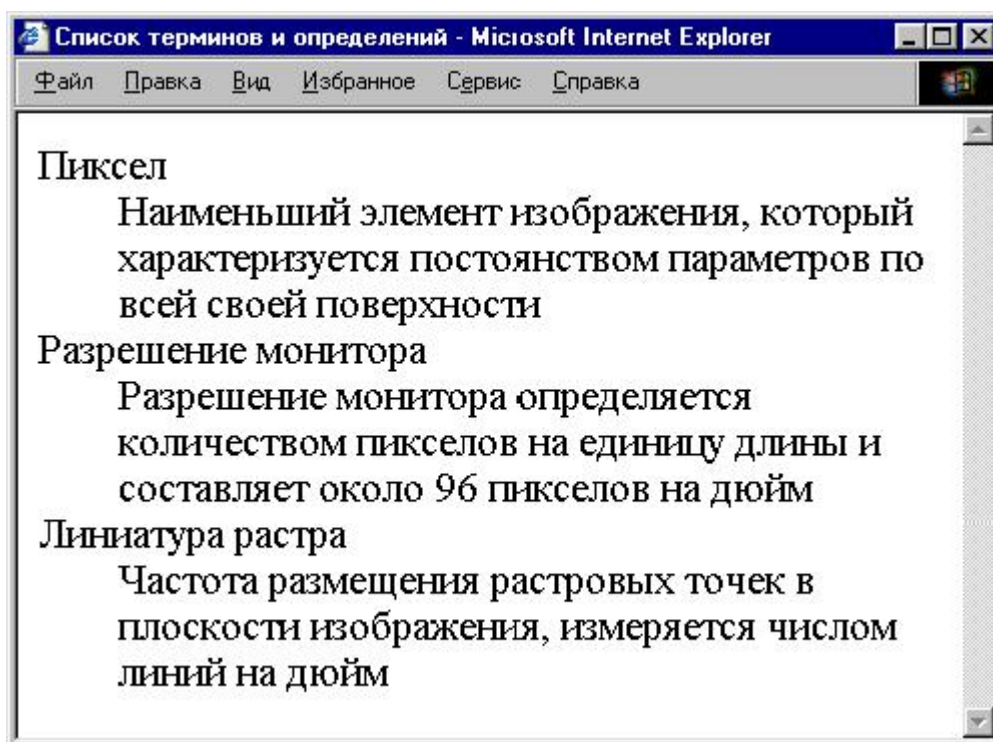 Список терминов и определений - Microsoft Internet Explorer
Файл Правка Вид Избранное Сервис Справка
Пиксел
Наименьший элемент изображения, который
характеризуется постоянством параметров по
всей своей поверхности
Разрешение монитора
Разрешение монитора определяется
количеством пикселов на единицу длины и
составляет около 96 пикселов на дюйм
Линиатура растра
Частота размещения растровых точек в
плоскости изображения, измеряется числом
линий на дюйм